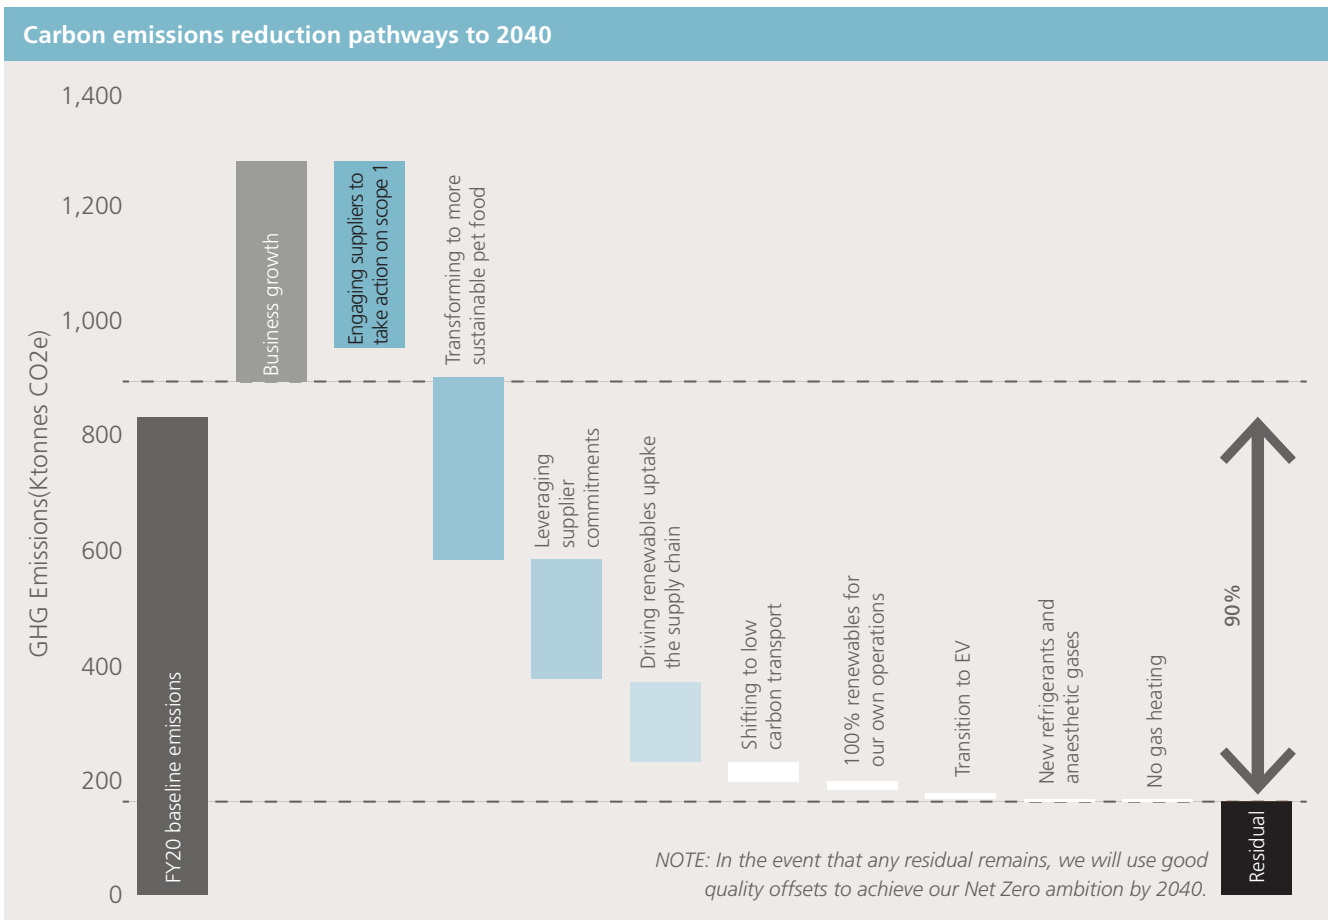 Carbon emissions reduction pathways to 2040
GHG Emissions(Ktonnes CO2e)
1,400
1,200
1,000
800
600
400
200
0
FY20 baseline emissions
Business growth
Engaging suppliers to
take action on scope 1
Transforming to more
sustainable pet food
Leveraging
supplier
commitments
Driving renewables uptake
the supply chain
Shifting to low
carbon transport
100% renewables for
our own operations
Transition to EV
New refrigerants and
anaesthetic gases
No gas heating
90%
Residual
NOTE: In the event that any residual remains, we will use good
quality offsets to achieve our Net Zero ambition by 2040.